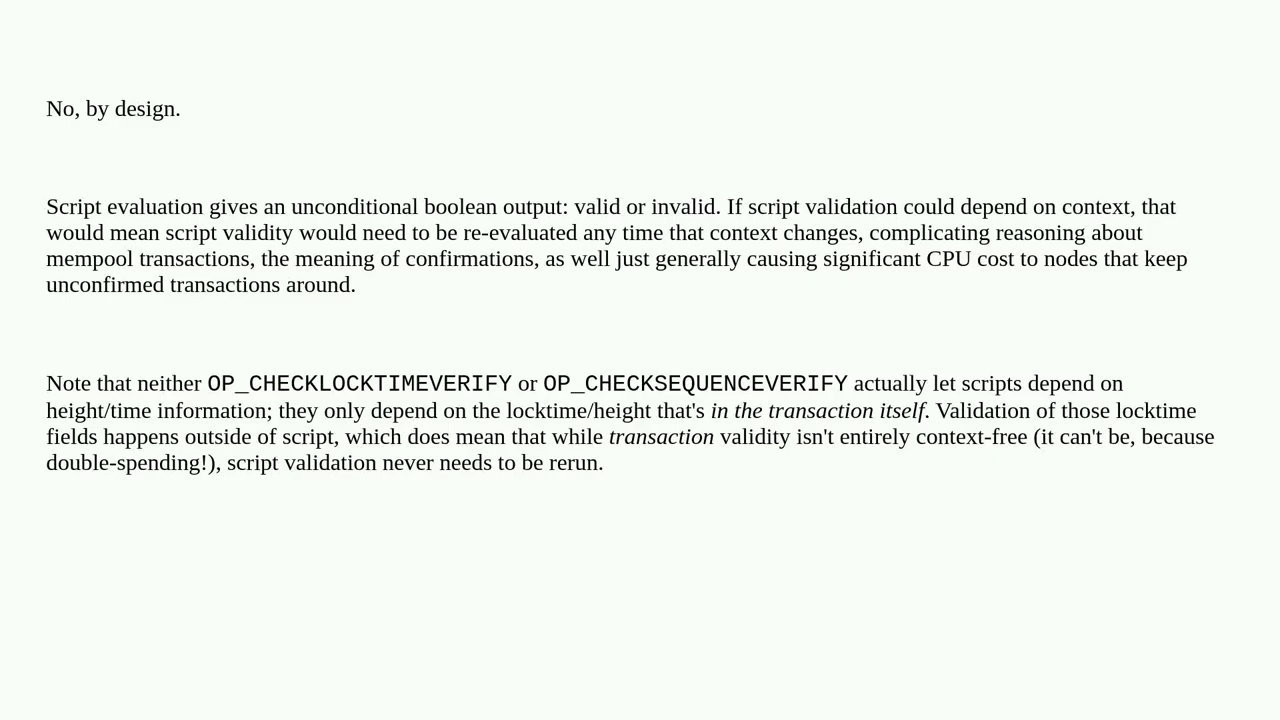 No, by design.
Script evaluation gives an unconditional boolean output: valid or invalid. If script validation could depend on context, that
would mean script validity would need to be re-evaluated any time that context changes, complicating reasoning about
mempool transactions, the meaning of confirmations, as well just generally causing significant CPU cost to nodes that keep
unconfirmed transactions around.
Note that neither OP_CHECKLOCKTIMEVERIFY or OP_CHECKSEQUENCEVERIFY actually let scripts depend on
height/time information; they only depend on the locktime/height that's in the transaction itself. Validation of those locktime
fields happens outside of script, which does mean that while transaction validity isn't entirely context-free (it can't be, because
double-spending!), script validation never needs to be rerun.